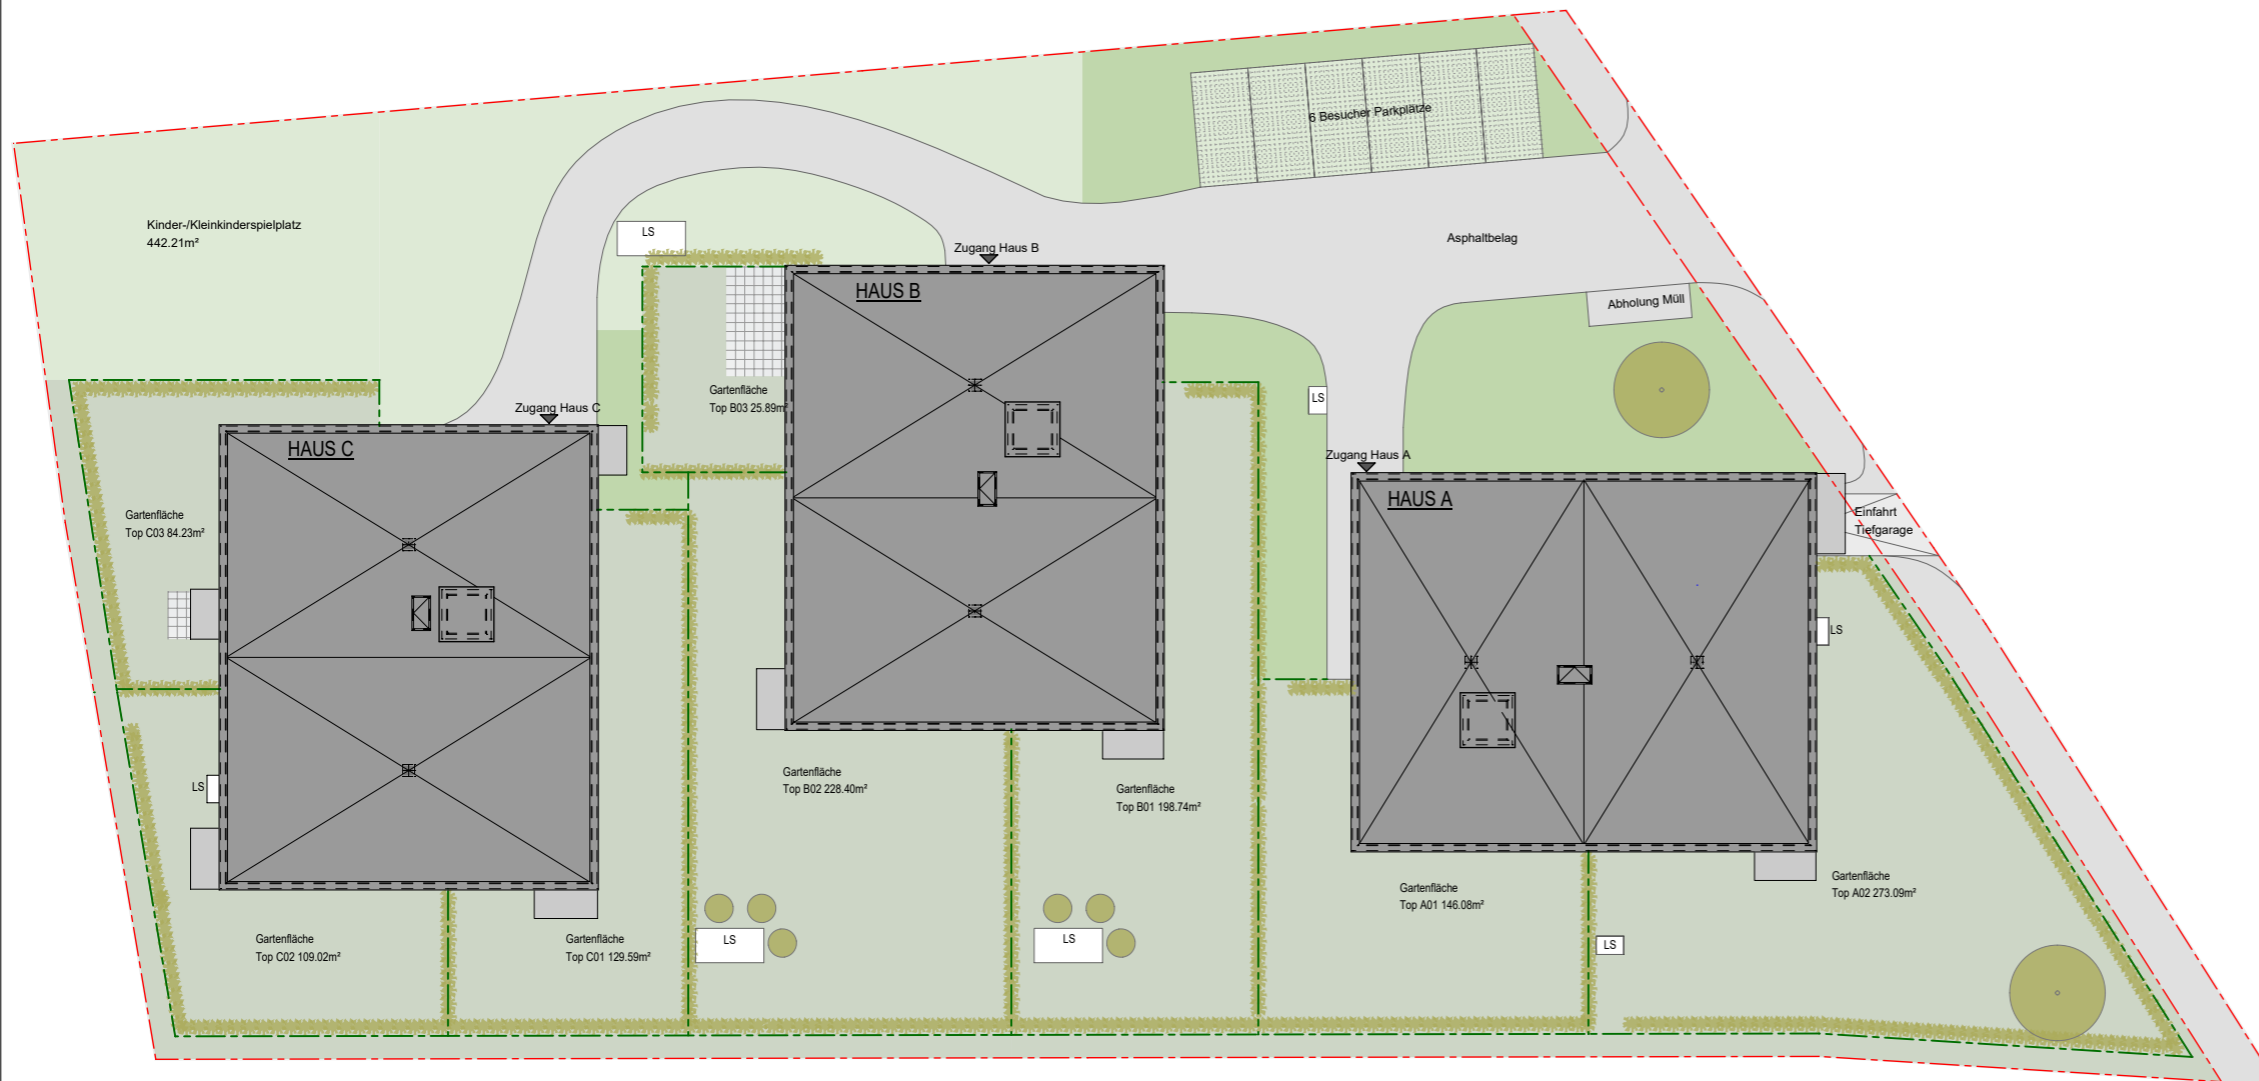 6 Besucher Parkplätze
Kinder-/Kleinkinderspielplatz
442.21m²
LS
Zugang Haus B
Asphaltbelag
HAUS B
Abholung Müll
Gartenfläche
Top B03 25.89m²
LS
Zugang Haus C
HAUS C
Zugang Haus A
HAUS A
Gartenfläche
Top C03 84.23m²
Einfahrt
Tiefgarage
LS
LS
Gartenfläche
Top B02 228.40m²
Gartenfläche
Top B01 198.74m²
Gartenfläche
Top A01 146.08m²
Gartenfläche
Top A02 273.09m²
Gartenfläche
Top C02 109.02m²
Gartenfläche
Top C01 129.59m²
LS
LS
LS